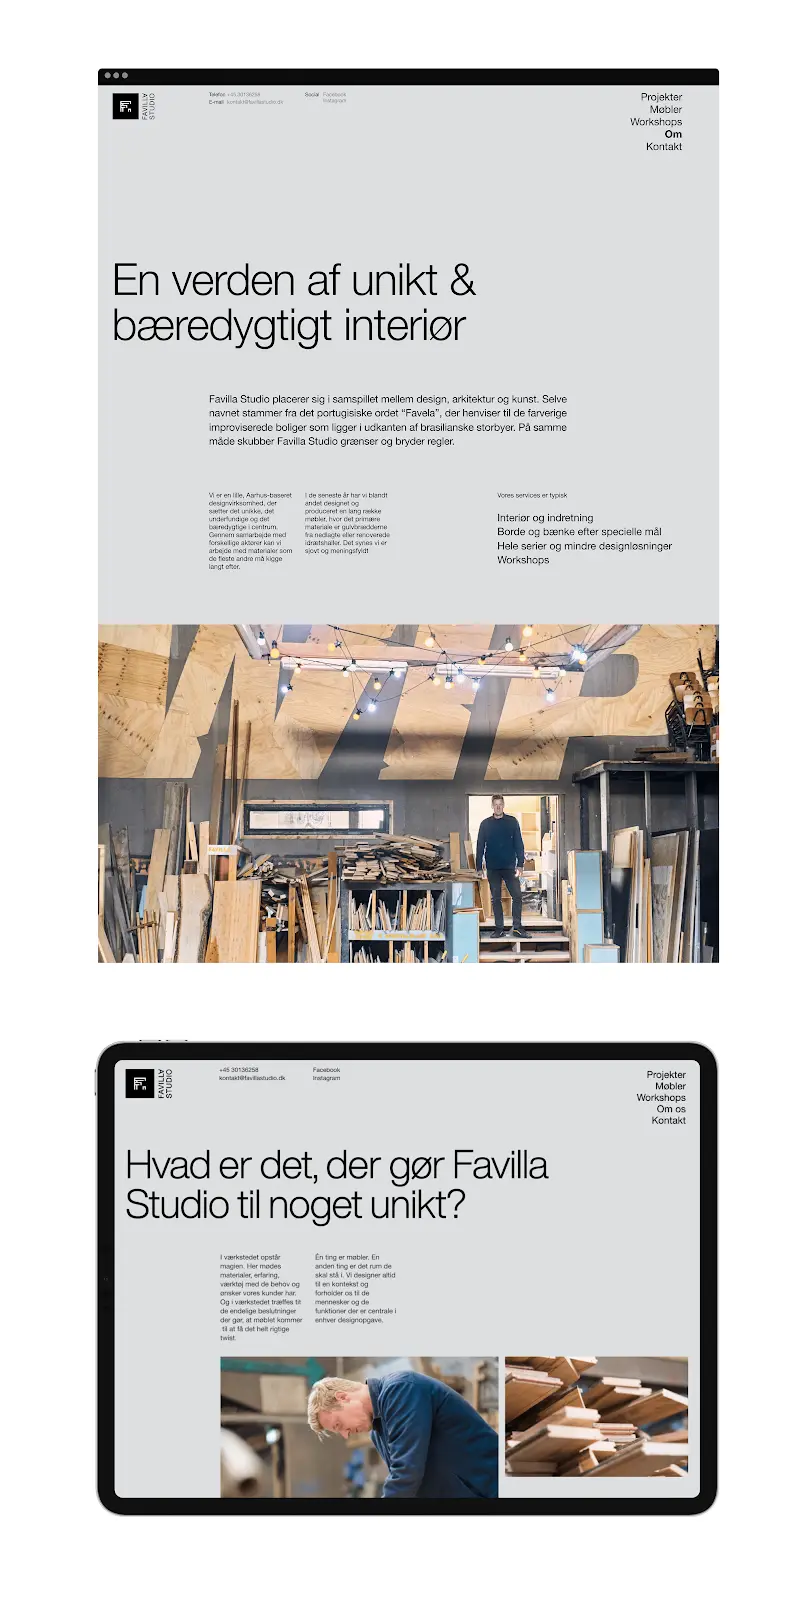 FAVILLA
STUDIO
Telefon +45 30136258
E-mail kontakt@favillastudio.dk
Social Facebook
Instagram
Projekter
Møbler
Workshops
Om
Kontakt
En verden af unikt &
bæredygtigt interiør
Favilla Studio placerer sig i samspillet mellem design, arkitektur og kunst. Selve
navnet stammer fra det portugisiske ordet “Favela”, der henviser til de farverige
improviserede boliger som ligger i udkanten af brasilianske storbyer. På samme
måde skubber Favilla Studio grænser og bryder regler.
Vi er en lille, Aarhus-baseret
designvirksomhed, der
sætter det unikke, det
underfundige og det
bæredygtige i centrum.
Gennem samarbejde med
forskellige aktører kan vi
arbejde med materialer som
de fleste andre må kigge
langt efter.
I de seneste år har vi blandt
andet designet og
produceret en lang række
møbler, hvor det primære
materiale er gulvbrædderne
fra nedlagte eller renoverede
idrætshaller. Det synes vi er
sjovt og meningsfyldt
Vores services er typisk
Interiør og indretning
Borde og bænke efter specielle mål
Hele serier og mindre designløsninger
Workshops
FAVILLA
FAVILLA
STUDIO
+45 30136258
kontakt@favillastudio.dk
Facebook
Instagram
Projekter
Møbler
Workshops
Om os
Kontakt
Hvad er det, der gør Favilla
Studio til noget unikt?
I værkstedet opstår
magien. Her mødes
materialer, erfaring,
værktøj med de behov og
ønsker vores kunder har.
Og i værkstedet træffes til
de endelige beslutninger
der gør, at møblet kommer
til at få det helt rigtige
twist.
Én ting er møbler. En
anden ting er det rum de
skal stå i. Vi designer altid
til en kontekst og
forholder os til de
mennesker og de
funktioner der er centrale i
enhver designopgave.